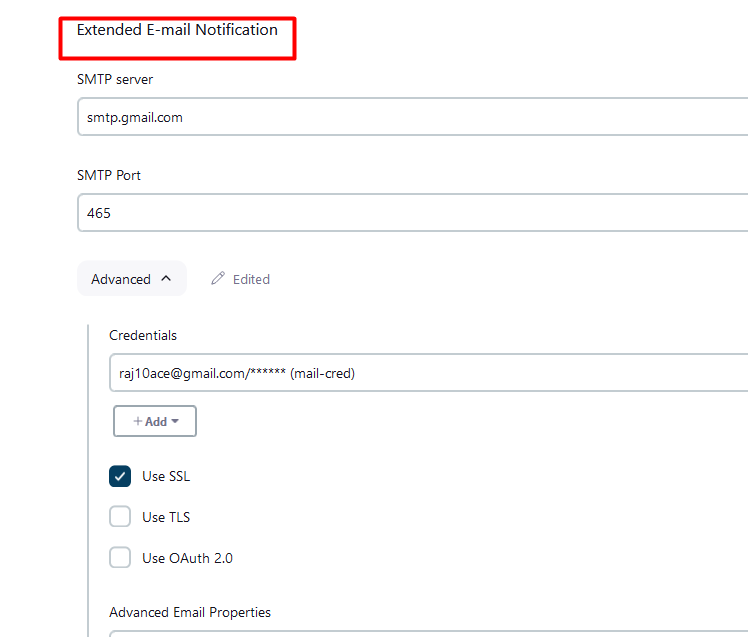 Extended E-mail Notification
SMTP server
smtp.gmail.com
SMTP Port
465
Advanced Edited
Credentials
raj10ace@gmail.com/****** (mail-cred)
+ Add
Use SSL
Use TLS
Use OAuth 2.0
Advanced Email Properties